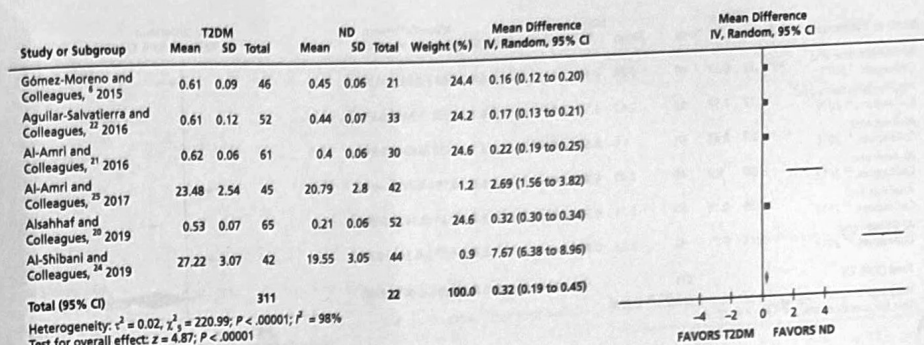 T2DM ND Mean Difference Mean Difference
Study or Subgroup Mean SD Total Mean SD Total Weight (%) IV, Random, 95% CI IV, Random, 95% CI
Gómez-Moreno and
Colleagues, 6 2015 0.61 0.09 46 0.45 0.06 21 24.4 0.16 (0.12 to 0.20)
Aguilar-Salvatierra and
Colleagues, 22 2016 0.61 0.12 52 0.44 0.07 33 24.2 0.17 (0.13 to 0.21)
Al-Amri and
Colleagues, 21 2016 0.62 0.06 61 0.4 0.06 30 24.6 0.22 (0.19 to 0.25)
Al-Amri and
Colleagues, 25 2017 23.48 2.54 45 20.79 2.8 42 1.2 2.69 (1.56 to 3.82)
Alsahhaf and
Colleagues, 20 2019 0.53 0.07 65 0.21 0.06 52 24.6 0.32 (0.30 to 0.34)
Al-Shibani and
Colleagues, 24 2019 27.22 3.07 42 19.55 3.05 44 0.9 7.67 (6.38 to 8.96)
Total (95% CI) 311 22 100.0 0.32 (0.19 to 0.45)
Heterogeneity: τ² = 0.02, χ²₅ = 220.99; P < .00001; I² = 98%
Test for overall effect: z = 4.87; P < .00001
-4 -2 0 2 4
FAVORS T2DM FAVORS ND